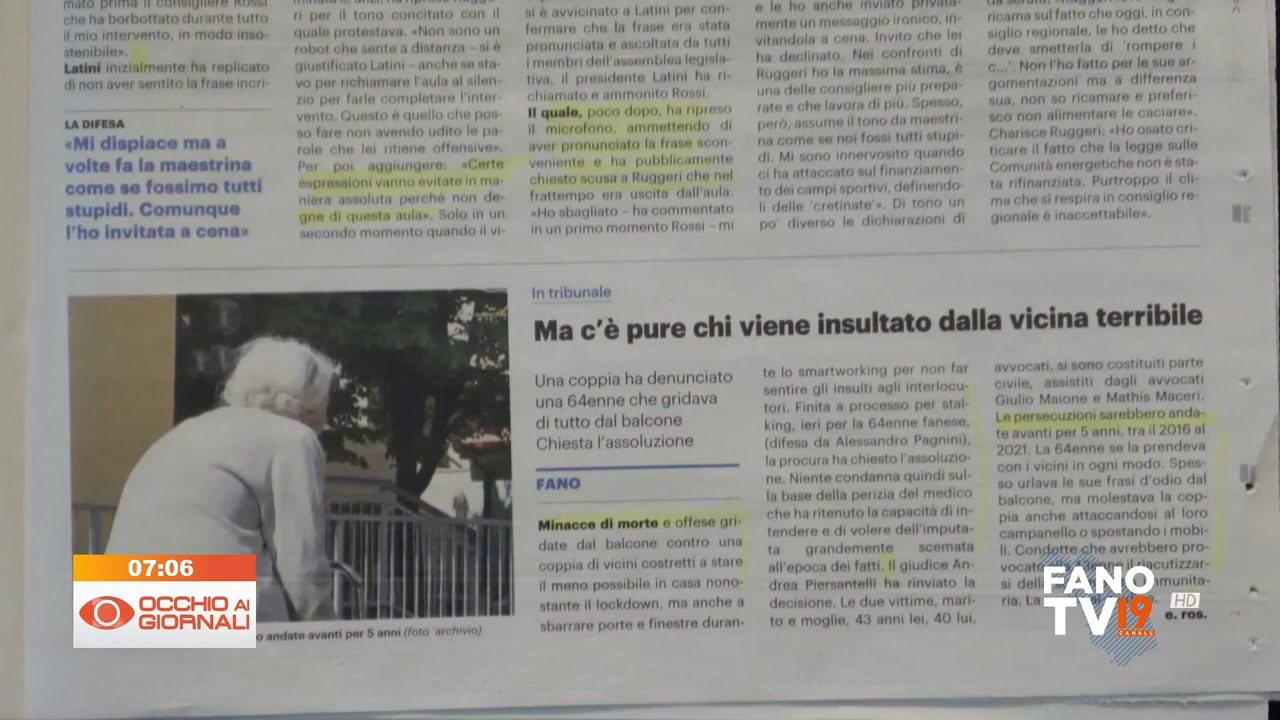 mato prima il consigliere Rossi
che ha borbottato durante tutto
il mio intervento, in modo inso-
stenibile».
Latini inizialmente ha replicato
di non aver sentito la frase incri-
LA DIFESA
«Mi dispiace ma a
volte fa la maestrina
come se fossimo tutti
stupidi. Comunque
l'ho invitata a cena»
ri per il tono concitato con il
quale protestava. «Non sono un
robot che sente a distanza – si è
giustificato Latini – anche se sta-
vo per richiamare l'aula al silen-
zio per farle completare l'inter-
vento. Questo è quello che pos-
so fare non avendo udito le pa-
role che lei ritiene offensive».
Per poi aggiungere: «Certe
espressioni vanno evitate in ma-
niera assoluta perché non de-
gne di questa aula». Solo in un
secondo momento quando il vi-
si è avvicinato a Latini per con-
fermare che la frase era stata
pronunciata e ascoltata da tutti
i membri dell'assemblea legisla-
tiva, il presidente Latini ha ri-
chiamato e ammonito Rossi.
Il quale, poco dopo, ha ripreso
il microfono, ammettendo di
aver pronunciato la frase scon-
veniente e ha pubblicamente
chiesto scusa a Ruggeri che nel
frattempo era uscita dall'aula.
«Ho sbagliato – ha commentato
in un primo momento Rossi – mi
e le ho anche inviato privata-
mente un messaggio ironico, in-
vitandola a cena. Invito che lei
ha declinato. Nei confronti di
Ruggeri ho la massima stima, è
una delle consigliere più prepa-
rate e che lavora di più. Spesso,
però, assume il tono da maestri-
na come se noi fossi tutti stupi-
di. Mi sono innervosito quando
ci ha attaccato sul finanziamen-
to dei campi sportivi, definendo-
li delle 'cretinate'». Di tono un
po' diverso le dichiarazioni di
ricama sul fatto che oggi, in con-
siglio regionale, le ho detto che
deve smetterla di 'rompere i
c...'. Non l'ho fatto per le sue ar-
gomentazioni ma a differenza
sua, non so ricamare e preferi-
sco non alimentare le caciare».
Charisce Ruggeri: «Ho osato cri-
ticare il fatto che la legge sulle
Comunità energetiche non è sta-
ta rifinanziata. Purtroppo il cli-
ma che si respira in consiglio re-
gionale è inaccettabile».
In tribunale
Ma c'è pure chi viene insultato dalla vicina terribile
Una coppia ha denunciato
una 64enne che gridava
di tutto dal balcone
Chiesta l'assoluzione
FANO
Minacce di morte e offese gri-
date dal balcone contro una
coppia di vicini costretti a stare
il meno possibile in casa nono-
stante il lockdown, ma anche a
sbarrare porte e finestre duran-
te lo smartworking per non far
sentire gli insulti agli interlocu-
tori. Finita a processo per stal-
king, ieri per la 64enne fanese,
(difesa da Alessandro Pagnini),
la procura ha chiesto l'assoluzio-
ne. Niente condanna quindi sul-
la base della perizia del medico
che ha ritenuto la capacità di in-
tendere e di volere dell'imputa-
ta grandemente scemata
all'epoca dei fatti. Il giudice An-
drea Piersantelli ha rinviato la
decisione. Le due vittime, mari-
to e moglie, 43 anni lei, 40 lui,
avvocati, si sono costituiti parte
civile, assistiti dagli avvocati
Giulio Maione e Mathis Maceri.
Le persecuzioni sarebbero anda-
te avanti per 5 anni, tra il 2016 al
2021. La 64enne se la prendeva
con i vicini in ogni modo. Spes-
so urlava le sue frasi d'odio dal
balcone, ma molestava la cop-
pia anche attaccandosi al loro
campanello o spostando i mobi-
li. Condotte che avrebbero pro-
vocato il riacutizzar-
si
ria. La
e. ros.
o andate avanti per 5 anni (foto archivio)
07:06
OCCHIO AI
GIORNALI
FANO
TV 19
CANALE
HD